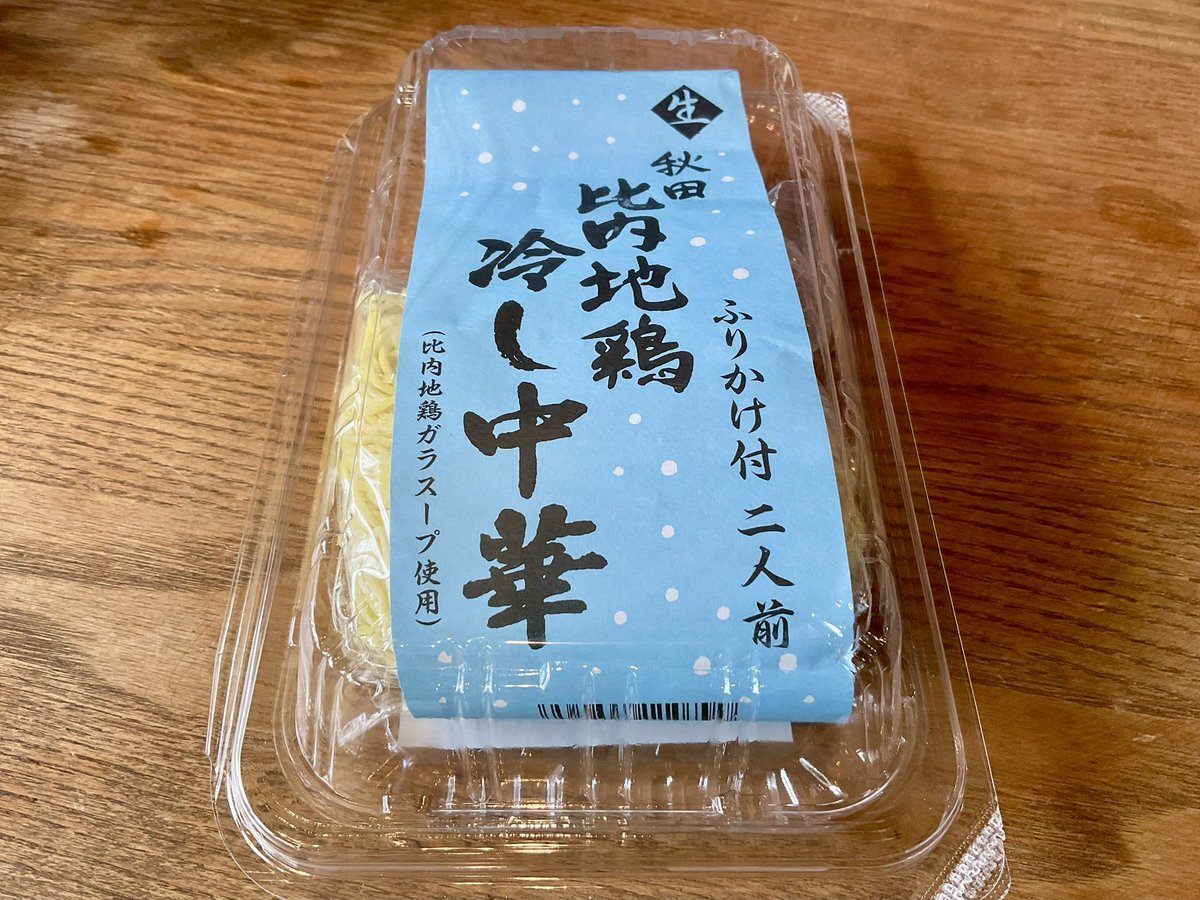 生
秋田
比内地鶏
冷し中華
ふりかけ付 二人前
(比内地鶏ガラスープ使用)